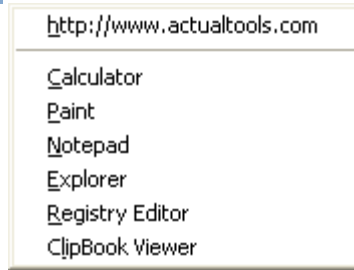 http://www.actualtools.com
Calculator
Paint
Notepad
Explorer
Registry Editor
ClipBook Viewer